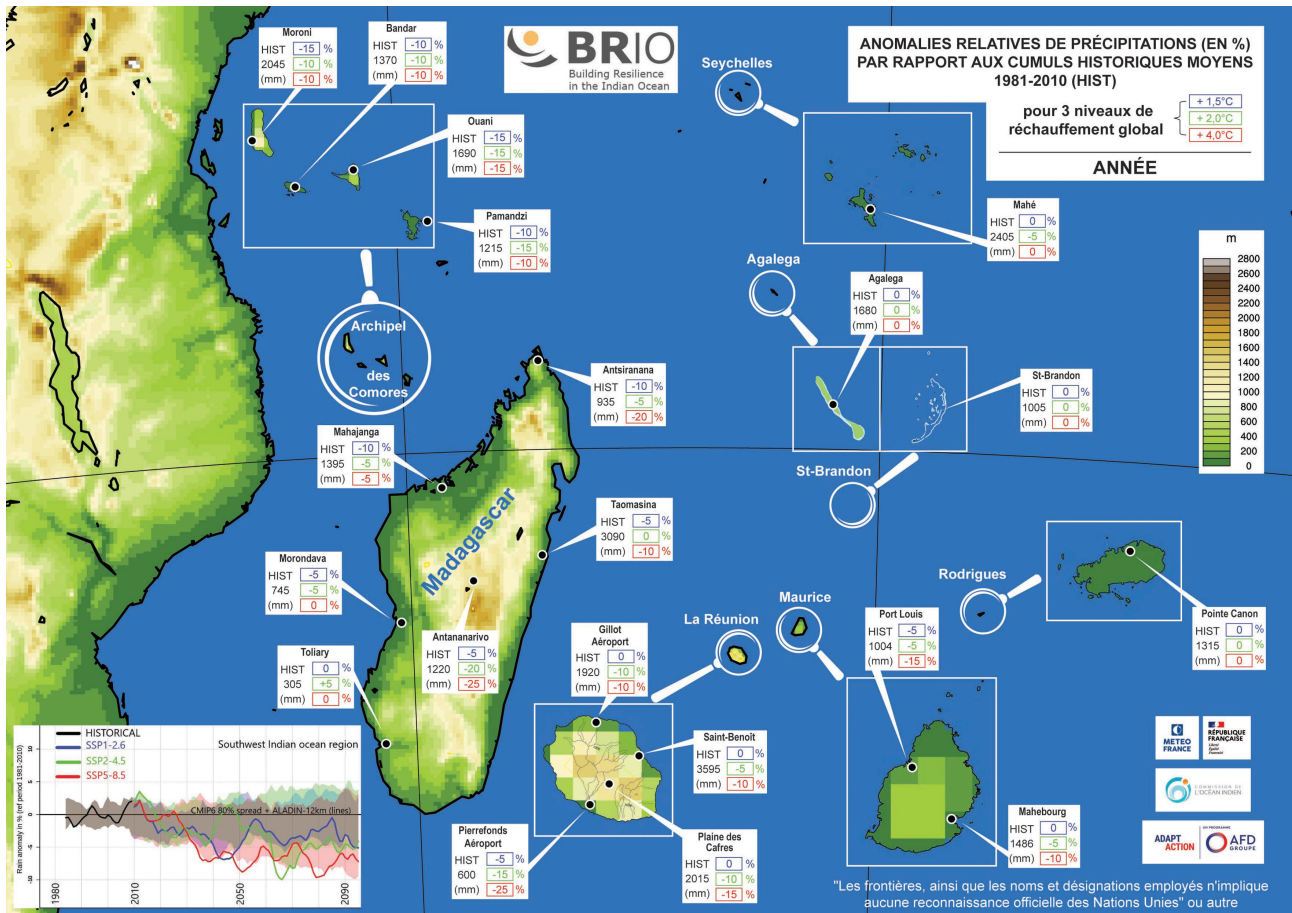 BRIO
Building Resilience
in the Indian Ocean
ANOMALIES RELATIVES DE PRÉCIPITATIONS (EN %)
PAR RAPPORT AUX CUMULS HISTORIQUES MOYENS
1981-2010 (HIST)
pour 3 niveaux de
réchauffement global
+ 1,5°C
+ 2,0°C
+ 4,0°C
ANNÉE
Moroni
HIST -15 %
2045 -10 %
(mm) -10 %
Bandar
HIST -10 %
1370 -10 %
(mm) -10 %
Ouani
HIST -15 %
1690 -15 %
(mm) -15 %
Pamandzi
HIST -10 %
1215 -15 %
(mm) -10 %
Archipel
des
Comores
Seychelles
Mahé
HIST 0 %
2405 -5 %
(mm) 0 %
Agalega
Agalega
HIST 0 %
1680 0 %
(mm) 0 %
St-Brandon
HIST 0 %
1005 0 %
(mm) 0 %
St-Brandon
m
2800
2600
2400
2200
2000
1800
1600
1400
1200
1000
800
600
400
200
0
Antsiranana
HIST -10 %
935 -5 %
(mm) -20 %
Mahajanga
HIST -10 %
1395 -5 %
(mm) -5 %
Madagascar
Taomasina
HIST -5 %
3090 0 %
(mm) -10 %
Morondava
HIST -5 %
745 -5 %
(mm) 0 %
Antananarivo
HIST -5 %
1220 -20 %
(mm) -25 %
Toliary
HIST 0 %
305 +5 %
(mm) 0 %
La Réunion
Gillot
Aéroport
HIST 0 %
1920 -10 %
(mm) -10 %
Saint-Benoît
HIST 0 %
3595 -5 %
(mm) -10 %
Pierrefonds
Aéroport
HIST -5 %
600 -15 %
(mm) -25 %
Plaine des
Cafres
HIST 0 %
2015 -10 %
(mm) -15 %
Maurice
Port Louis
HIST -5 %
1004 -5 %
(mm) -15 %
Mahebourg
HIST 0 %
1486 -5 %
(mm) -10 %
Rodrigues
Pointe Canon
HIST 0 %
1315 0 %
(mm) 0 %
HISTORICAL
SSP1-2.6
SSP2-4.5
SSP5-8.5
Southwest Indian ocean region
CMIP6 80% spread + ALADIN-12km (lines)
Rain anomaly in % (ref period 1981-2010)
10
5
0
-5
-10
1980
2010
2050
2090
METEO
FRANCE
RÉPUBLIQUE
FRANÇAISE
Liberté
Égalité
Fraternité
COMMISSION DE
L'OCÉAN INDIEN
ADAPT
ACTION
UN PROGRAMME
AFD
GROUPE
"Les frontières, ainsi que les noms et désignations employés n'implique
aucune reconnaissance officielle des Nations Unies" ou autre